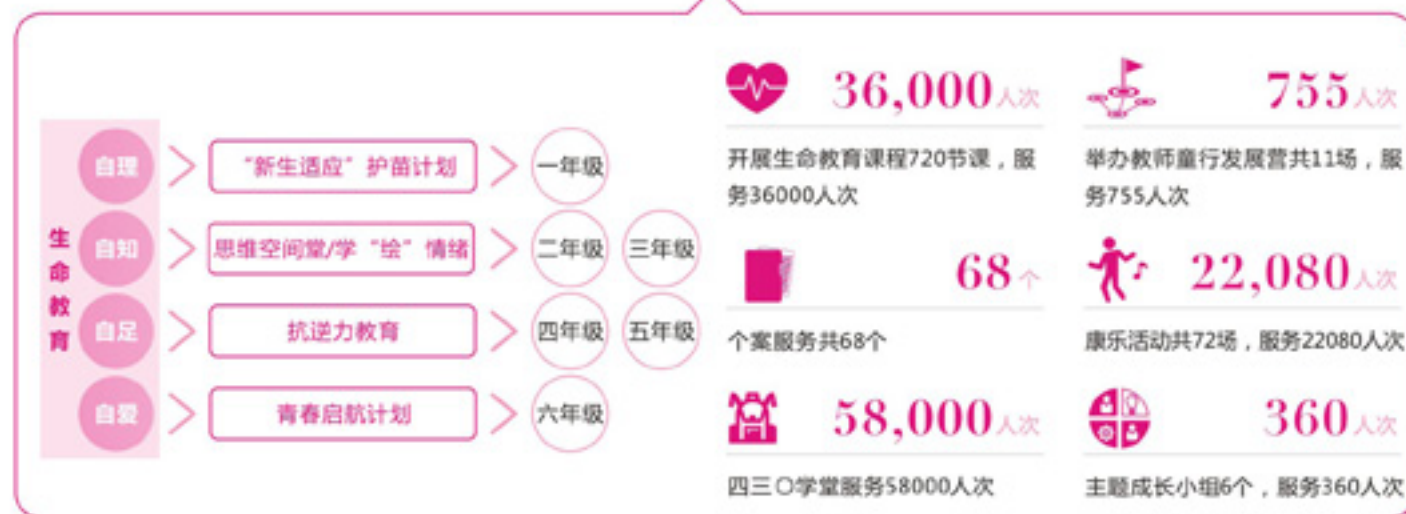 生命教育
自理
“新生适应”护苗计划
一年级
自知
思维空间堂/学“绘”情绪
二年级
三年级
自足
抗逆力教育
四年级
五年级
自爱
青春启航计划
六年级
36,000人次
开展生命教育课程720节课，服
务36000人次
755人次
举办教师童行发展营共11场，服
务755人次
68个
个案服务共68个
22,080人次
康乐活动共72场，服务22080人次
58,000人次
四三〇学堂服务58000人次
360人次
主题成长小组6个，服务360人次